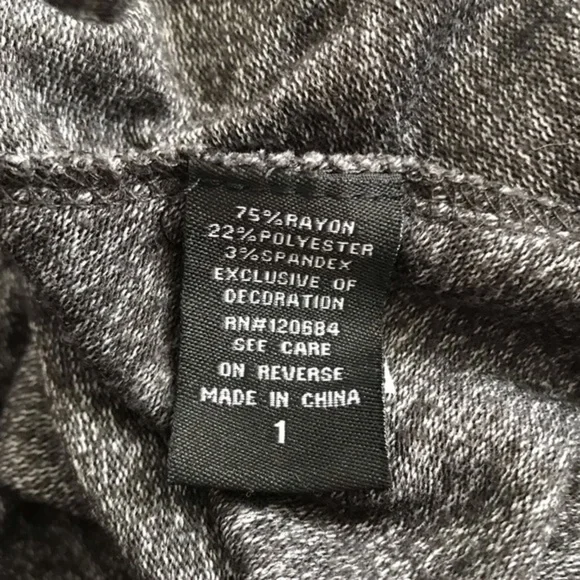 75%RAYON
22%POLYESTER
3%SPANDEX
EXCLUSIVE OF
DECORATION
RN#120684
SEE CARE
ON REVERSE
MADE IN CHINA
1